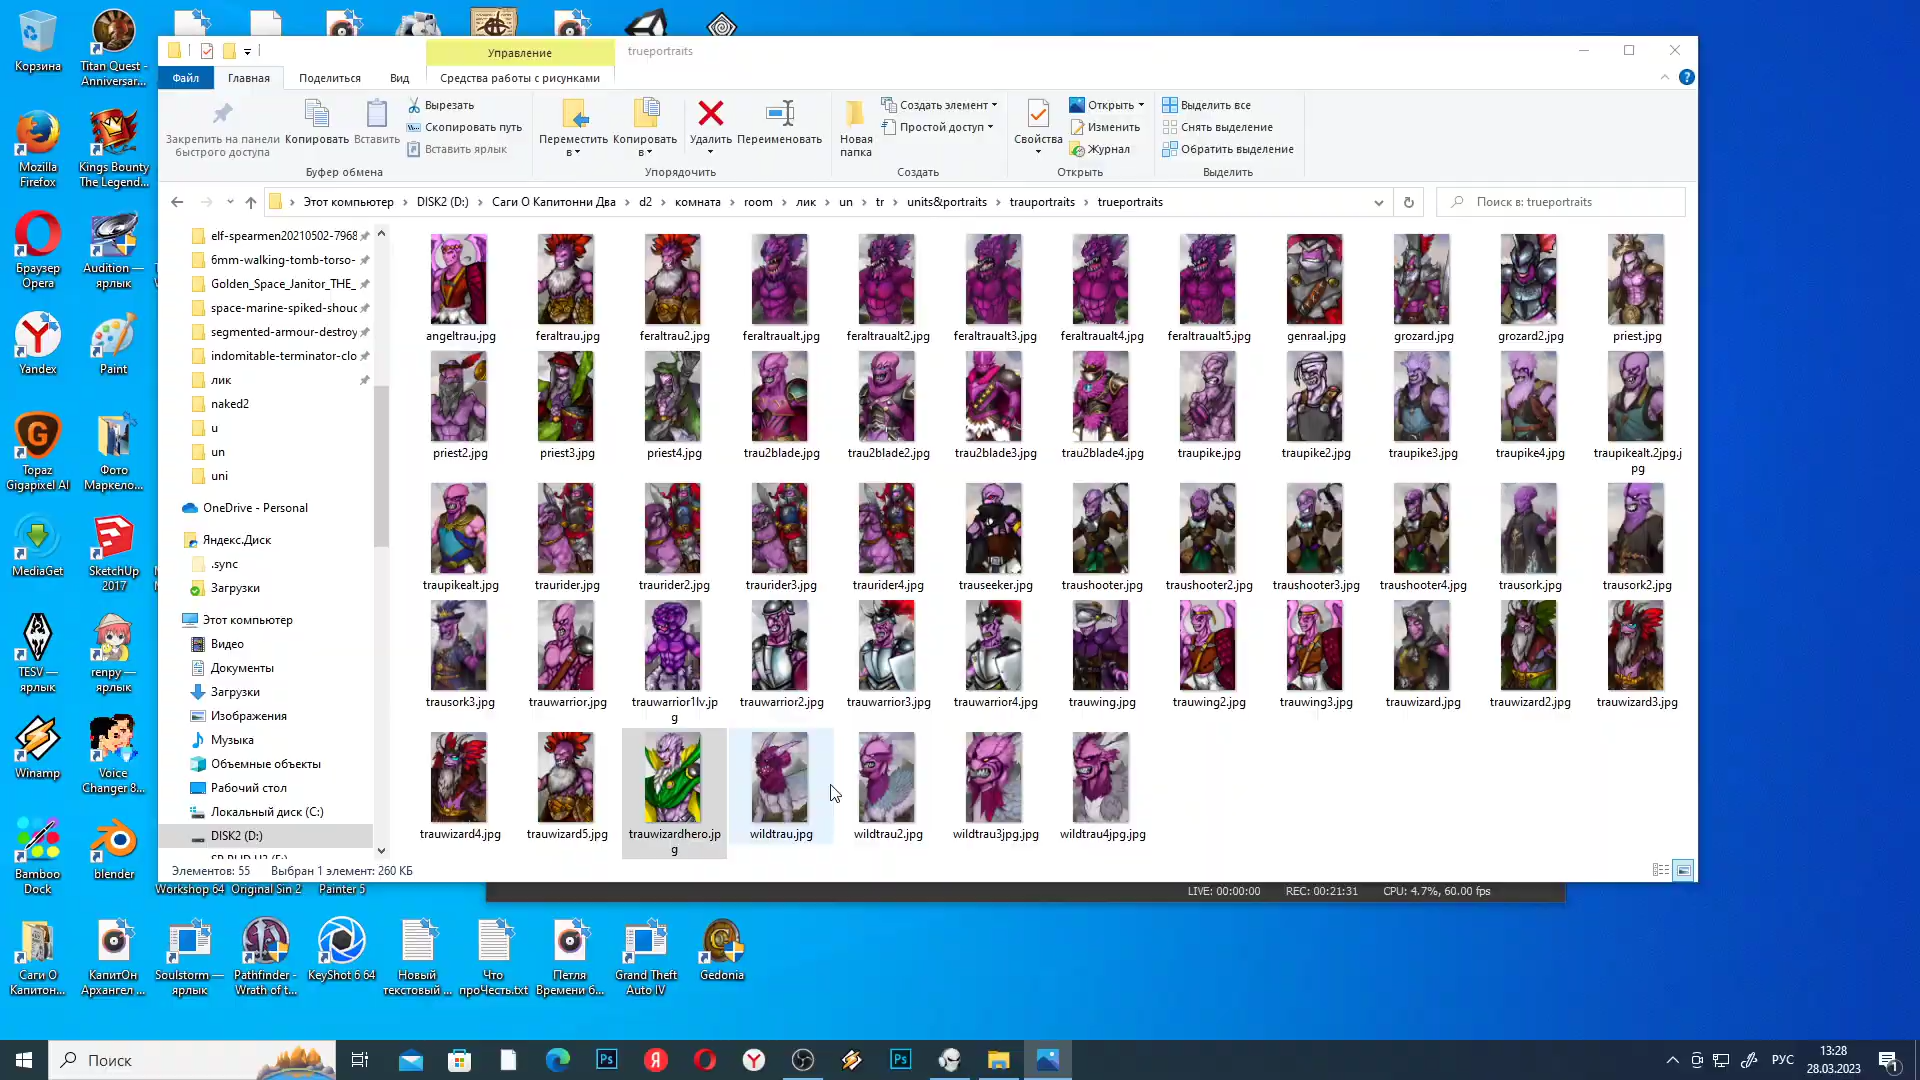 Управление
trueportraits
Файл
Главная
Поделиться
Вид
Средства работы с рисунками
Закрепить на панели быстрого доступа
Копировать
Вставить
Вырезать
Скопировать путь
Вставить ярлык
Буфер обмена
Переместить в
Копировать в
Удалить
Переименовать
Упорядочить
Новая папка
Создать элемент
Простой доступ
Создать
Свойства
Открыть
Изменить
Журнал
Открыть
Выделить все
Снять выделение
Обратить выделение
Выделить
Этот компьютер
DISK2 (D:)
Саги О Капитонни Два
d2
комната
room
лик
un
tr
units&portraits
trauportraits
trueportraits
Поиск в: trueportraits
elf-spearmen20210502-7968
6mm-walking-tomb-torso-
Golden_Space_Janitor_THE_
space-marine-spiked-shouc
segmented-armour-destroy
indomitable-terminator-clo
лик
naked2
u
un
uni
OneDrive - Personal
Яндекс.Диск
.sync
Загрузки
Этот компьютер
Видео
Документы
Загрузки
Изображения
Музыка
Объемные объекты
Рабочий стол
Локальный диск (C:)
DISK2 (D:)
angeltrau.jpg
feraltrau.jpg
feraltrau2.jpg
feraltraualt.jpg
feraltraualt2.jpg
feraltraualt3.jpg
feraltraualt4.jpg
feraltraualt5.jpg
genraal.jpg
grozard.jpg
grozard2.jpg
priest.jpg
priest2.jpg
priest3.jpg
priest4.jpg
trau2blade.jpg
trau2blade2.jpg
trau2blade3.jpg
trau2blade4.jpg
traupike.jpg
traupike2.jpg
traupike3.jpg
traupike4.jpg
traupikealt.2jpg.jpg
traupikealt.jpg
traurider.jpg
traurider2.jpg
traurider3.jpg
traurider4.jpg
trauseeker.jpg
traushooter.jpg
traushooter2.jpg
traushooter3.jpg
traushooter4.jpg
trausork.jpg
trausork2.jpg
trausork3.jpg
trauwarrior.jpg
trauwarrior1lv.jpg
trauwarrior2.jpg
trauwarrior3.jpg
trauwarrior4.jpg
trauwing.jpg
trauwing2.jpg
trauwing3.jpg
trauwizard.jpg
trauwizard2.jpg
trauwizard3.jpg
trauwizard4.jpg
trauwizard5.jpg
trauwizardhero.jpg
wildtrau.jpg
wildtrau2.jpg
wildtrau3jpg.jpg
wildtrau4jpg.jpg
Элементов: 55
Выбран 1 элемент: 260 КБ
LIVE: 00:00:00
REC: 00:21:31
CPU: 4.7%, 60.00 fps
Корзина
Titan Quest - Anniversar...
Mozilla Firefox
Kings Bounty The Legend...
Браузер Opera
Audition — ярлык
Yandex
Paint
Topaz Gigapixel AI
Фото Маркело...
MediaGet
SketchUp 2017
TESV — ярлык
renpy — ярлык
Winamp
Voice Changer 8...
Bamboo Dock
blender
Workshop 64
Original Sin 2
Painter 5
Саги О Капитон...
КапитОн Архангел ...
Soulstorm — ярлык
Pathfinder - Wrath of t...
KeyShot 6 64
Новый текстовый ...
Что проЧесть.txt
Петля Времени б...
Grand Theft Auto IV
Gedonia
Поиск
РУС
13:28
28.03.2023
1